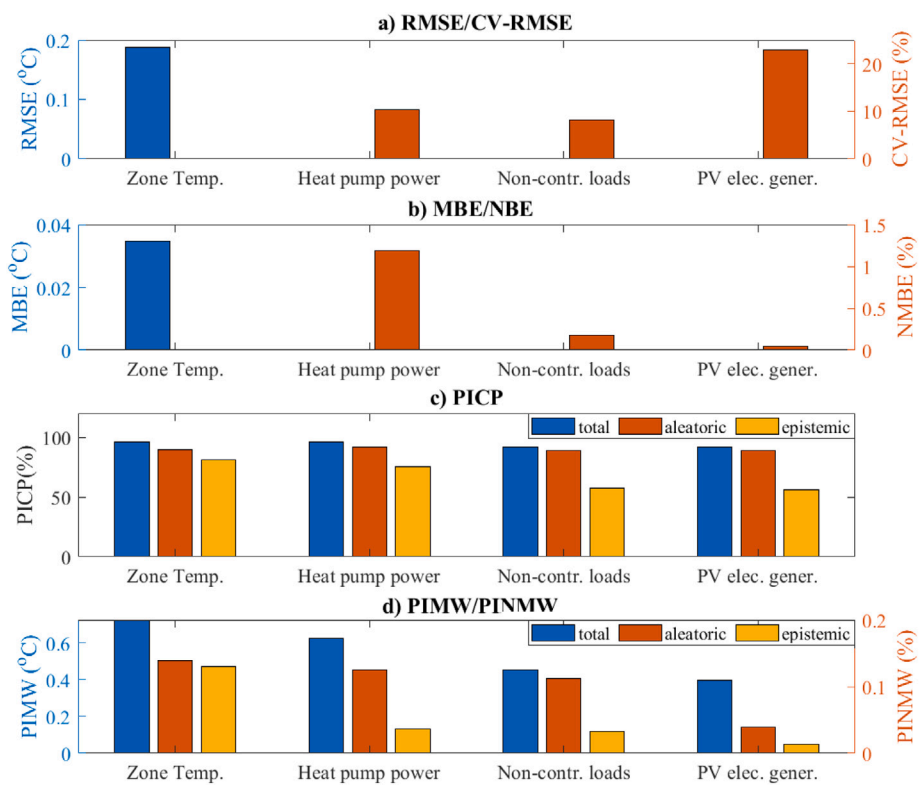 a) RMSE/CV-RMSE
RMSE (°C)
0.2
0.1
0
CV-RMSE (%)
20
10
0
Zone Temp.
Heat pump power
Non-contr. loads
PV elec. gener.
b) MBE/NBE
MBE (°C)
0.04
0.02
0
NMBE (%)
1.5
1
0.5
0
Zone Temp.
Heat pump power
Non-contr. loads
PV elec. gener.
c) PICP
PICP(%)
100
50
0
total
aleatoric
epistemic
Zone Temp.
Heat pump power
Non-contr. loads
PV elec. gener.
d) PIMW/PINMW
PIMW (°C)
0.6
0.4
0.2
0
total
aleatoric
epistemic
PINMW (%)
0.2
0.1
0
Zone Temp.
Heat pump power
Non-contr. loads
PV elec. gener.